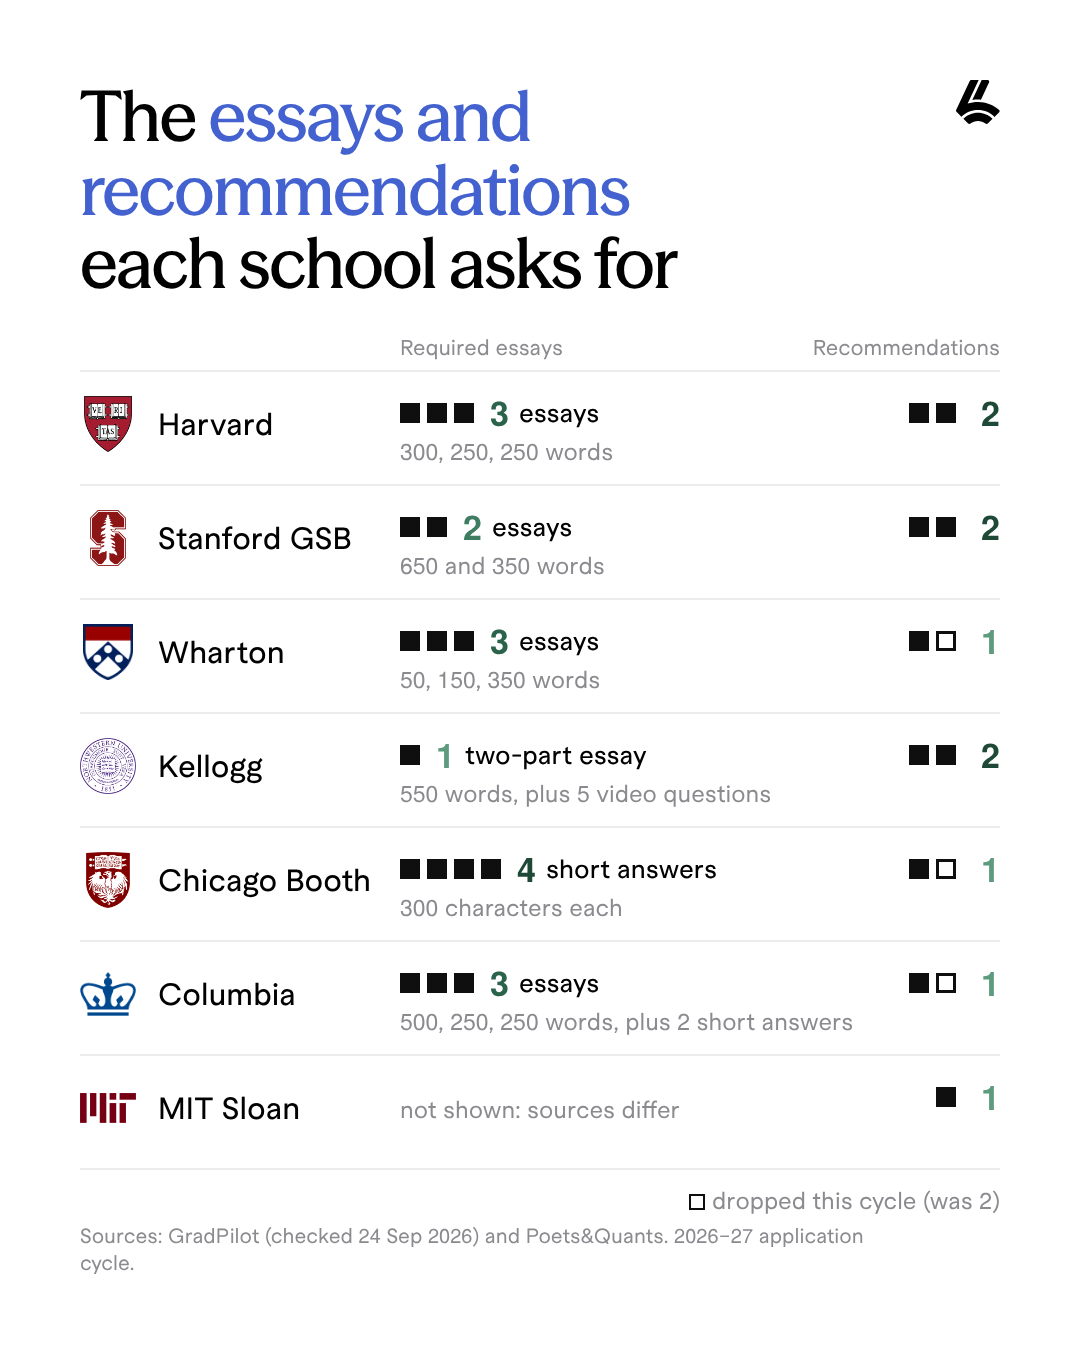 The essays and
recommendations
each school asks for
Required essays Recommendations
VE RI TAS
Harvard
3 essays 2
300, 250, 250 words
Stanford GSB
2 essays 2
650 and 350 words
Wharton
3 essays 1
50, 150, 350 words
Kellogg
1 two-part essay 2
550 words, plus 5 video questions
Chicago Booth
4 short answers 1
300 characters each
Columbia
3 essays 1
500, 250, 250 words, plus 2 short answers
MIT
MIT Sloan
not shown: sources differ 1
dropped this cycle (was 2)
Sources: GradPilot (checked 24 Sep 2026) and Poets&Quants. 2026–27 application
cycle.